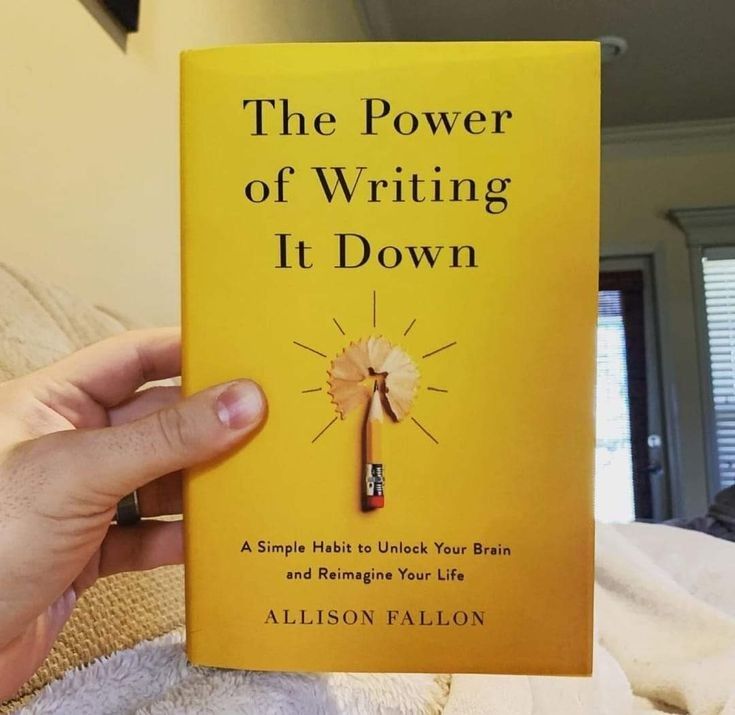 The Power
of Writing
It Down
A Simple Habit to Unlock Your Brain
and Reimagine Your Life
ALLISON FALLON